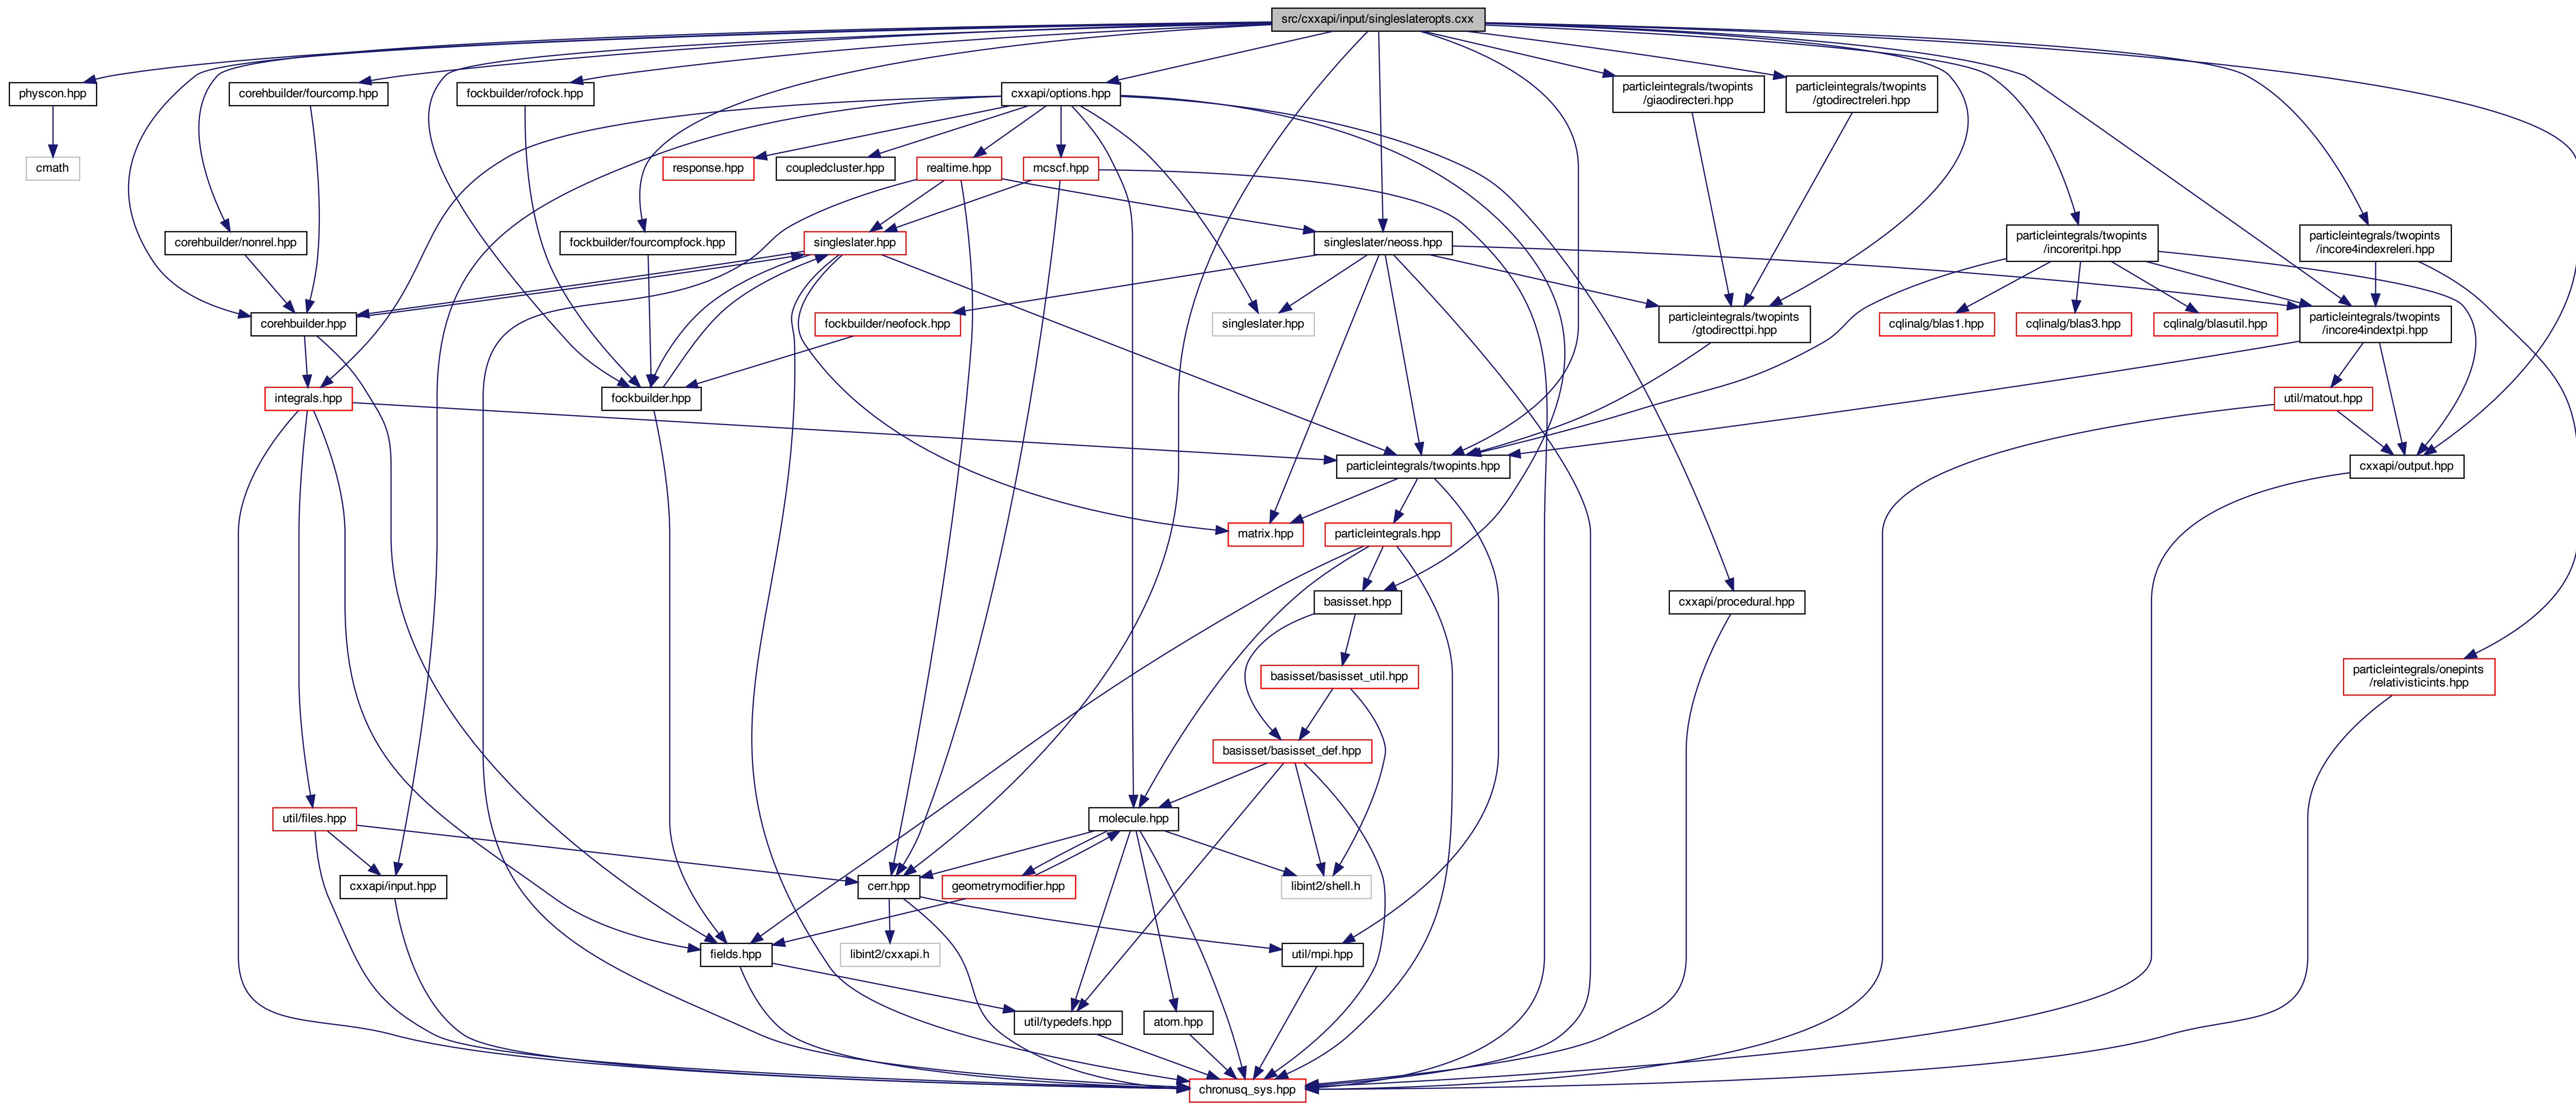 src/cxxapi/input/singleslateropts.cxx
physcon.hpp
corehbuilder/fourcomp.hpp
fockbuilder/rofock.hpp
cxxapi/options.hpp
particleintegrals/twopints
/giaodirecteri.hpp
particleintegrals/twopints
/gtodirectreleri.hpp
cmath
response.hpp
coupledcluster.hpp
realtime.hpp
mcscf.hpp
corehbuilder/nonrel.hpp
fockbuilder/fourcompfock.hpp
singleslater.hpp
singleslater/neoss.hpp
particleintegrals/twopints
/incoreritpi.hpp
particleintegrals/twopints
/incore4indexreleri.hpp
corehbuilder.hpp
fockbuilder/neofock.hpp
singleslater.hpp
particleintegrals/twopints
/gtodirecttpi.hpp
cqlinalg/blas1.hpp
cqlinalg/blas3.hpp
cqlinalg/blasutil.hpp
particleintegrals/twopints
/incore4indextpi.hpp
integrals.hpp
fockbuilder.hpp
util/matout.hpp
particleintegrals/twopints.hpp
cxxapi/output.hpp
matrix.hpp
particleintegrals.hpp
basisset.hpp
cxxapi/procedural.hpp
basisset/basisset_util.hpp
particleintegrals/onepints
/relativisticints.hpp
basisset/basisset_def.hpp
util/files.hpp
molecule.hpp
cxxapi/input.hpp
cerr.hpp
geometrymodifier.hpp
libint2/shell.h
fields.hpp
libint2/cxxapi.h
util/mpi.hpp
util/typedefs.hpp
atom.hpp
chronusq_sys.hpp